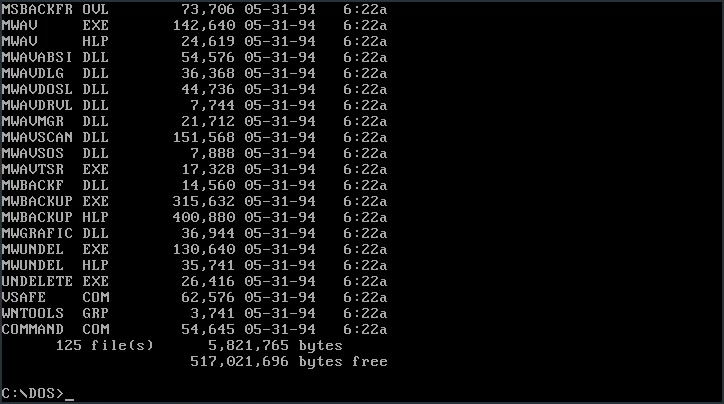 MSBACKFR OVL        73,706 05-31-94   6:22a
MWAV     EXE       142,640 05-31-94   6:22a
MWAV     HLP        24,619 05-31-94   6:22a
MWAVABSI DLL        54,576 05-31-94   6:22a
MWAVDLG  DLL        36,368 05-31-94   6:22a
MWAVDOSL DLL        44,736 05-31-94   6:22a
MWAVDRVL DLL         7,744 05-31-94   6:22a
MWAVMGR  DLL        21,712 05-31-94   6:22a
MWAVSCAN DLL       151,568 05-31-94   6:22a
MWAVSOS  DLL         7,888 05-31-94   6:22a
MWAVTSR  EXE        17,328 05-31-94   6:22a
MWBACKF  DLL        14,560 05-31-94   6:22a
MWBACKUP EXE       315,632 05-31-94   6:22a
MWBACKUP HLP       400,880 05-31-94   6:22a
MWGRAFIC DLL        36,944 05-31-94   6:22a
MWUNDEL  EXE       130,640 05-31-94   6:22a
MWUNDEL  HLP        35,741 05-31-94   6:22a
UNDELETE EXE        26,416 05-31-94   6:22a
VSAFE    COM        62,576 05-31-94   6:22a
WNTOOLS  GRP         3,741 05-31-94   6:22a
COMMAND  COM        54,645 05-31-94   6:22a
      125 file(s)      5,821,765 bytes
                     517,021,696 bytes free
C:\DOS>_